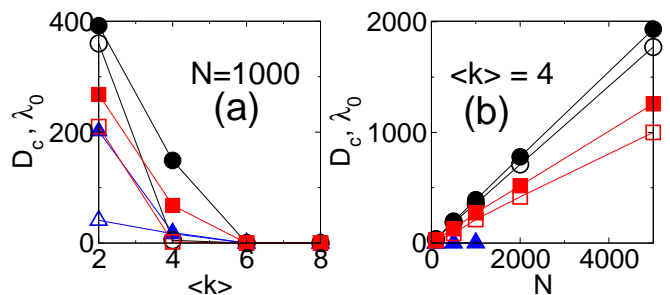 400
200
0
D_c, λ_0
N=1000
(a)
2 4 6 8
<k>
2000
1000
0
D_c, λ_0
<k> = 4
(b)
0 2000 4000
N